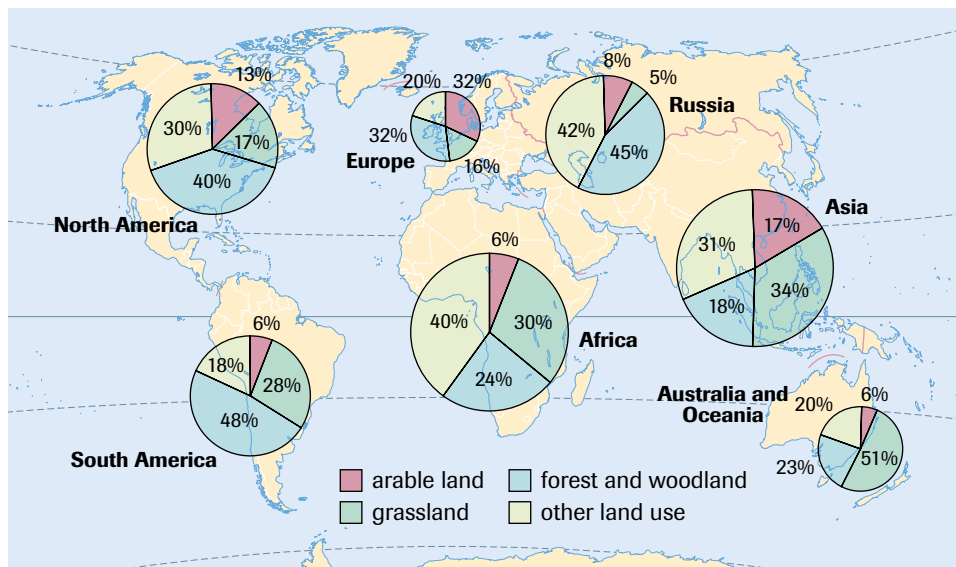 13%
30%
17%
40%
North America
20%
32%
32%
16%
Europe
8%
5%
42%
45%
Russia
Asia
17%
31%
34%
18%
6%
40%
30%
24%
Africa
6%
18%
28%
48%
South America
Australia and
Oceania
6%
20%
51%
23%
arable land
forest and woodland
grassland
other land use